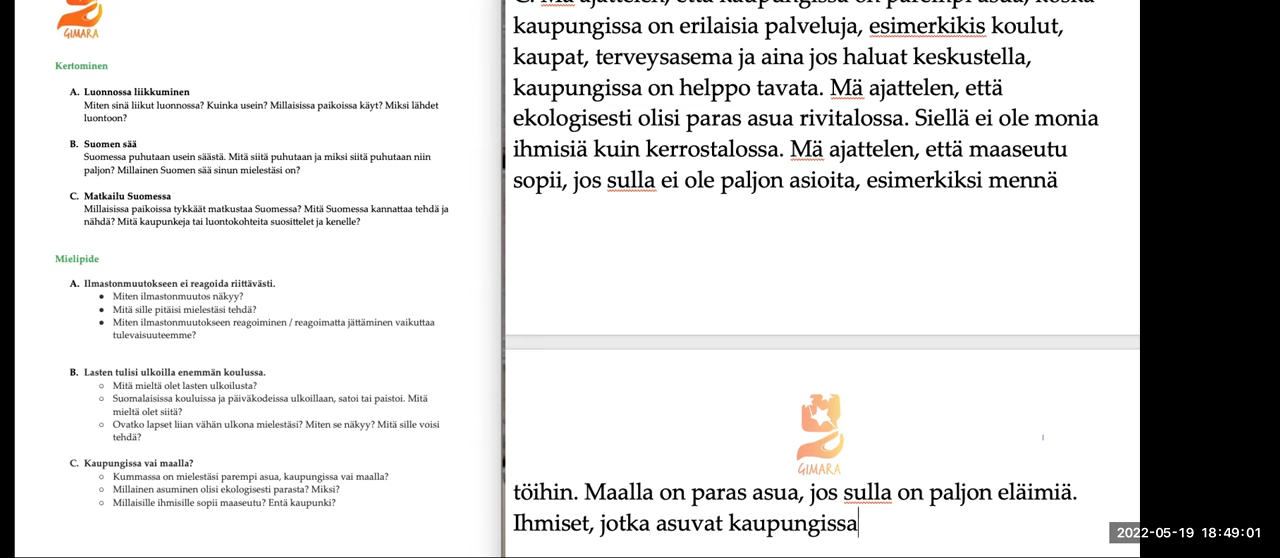 GIMARA
Kertominen
A. Luonnossa liikkuminen
Miten sinä liikut luonnossa? Kuinka usein? Millaisissa paikoissa käyt? Miksi lähdet
luontoon?
B. Suomen sää
Suomessa puhutaan usein säästä. Mitä siitä puhutaan ja miksi siitä puhutaan niin
paljon? Millainen Suomen sää sinun mielestäsi on?
C. Matkailu Suomessa
Millaisissa paikoissa tykkäät matkustaa Suomessa? Mitä Suomessa kannattaa tehdä ja
nähdä? Mitä kaupunkeja tai luontokohteita suosittelet ja kenelle?
Mielipide
A. Ilmastonmuutokseen ei reagoida riittävästi.
● Miten ilmastonmuutos näkyy?
● Mitä sille pitäisi mielestäsi tehdä?
● Miten ilmastonmuutokseen reagoiminen / reagoimatta jättäminen vaikuttaa
tulevaisuuteemme?
B. Lasten tulisi ulkoilla enemmän koulussa.
○ Mitä mieltä olet lasten ulkoilusta?
○ Suomalaisissa kouluissa ja päiväkodeissa ulkoillaan, satoi tai paistoi. Mitä
mieltä olet siitä?
○ Ovatko lapset liian vähän ulkona mielestäsi? Miten se näkyy? Mitä sille voisi
tehdä?
C. Kaupungissa vai maalla?
○ Kummassa on mielestäsi parempi asua, kaupungissa vai maalla?
○ Millainen asuminen olisi ekologisesti parasta? Miksi?
○ Millaisille ihmisille sopii maaseutu? Entä kaupunki?
C. Mä ajattelen, että kaupungissa on parempi asua, koska
kaupungissa on erilaisia palveluja, esimerkikis koulut,
kaupat, terveysasema ja aina jos haluat keskustella,
kaupungissa on helppo tavata. Mä ajattelen, että
ekologisesti olisi paras asua rivitalossa. Siellä ei ole monia
ihmisiä kuin kerrostalossa. Mä ajattelen, että maaseutu
sopii, jos sulla ei ole paljon asioita, esimerkiksi mennä
GIMARA
töihin. Maalla on paras asua, jos sulla on paljon eläimiä.
Ihmiset, jotka asuvat kaupungissa
2022-05-19 18:49:01